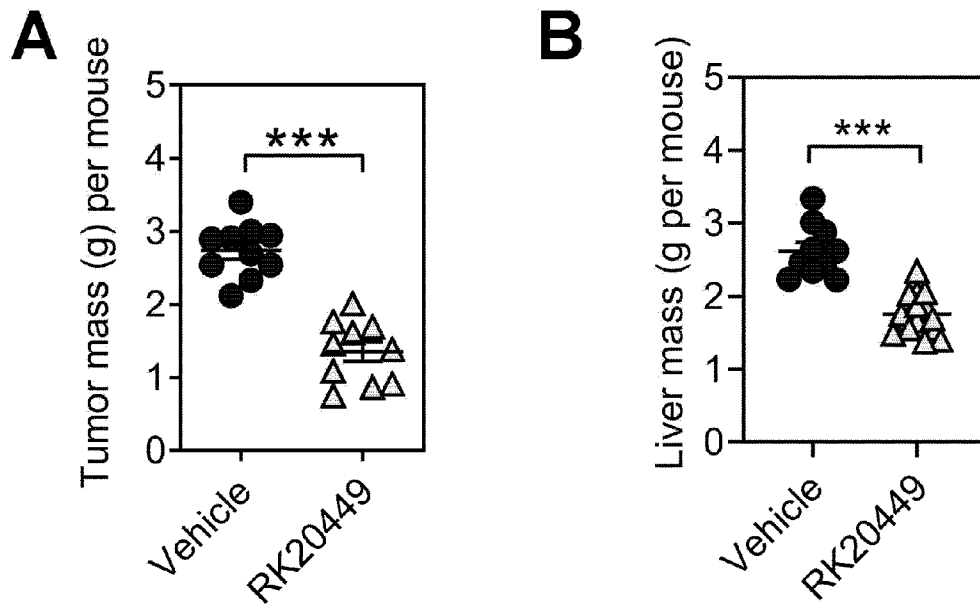 A
Tumor mass (g) per mouse
5
4
3
2
1
0
***
Vehicle
RK20449
B
Liver mass (g per mouse)
5
4
3
2
1
0
***
Vehicle
RK20449